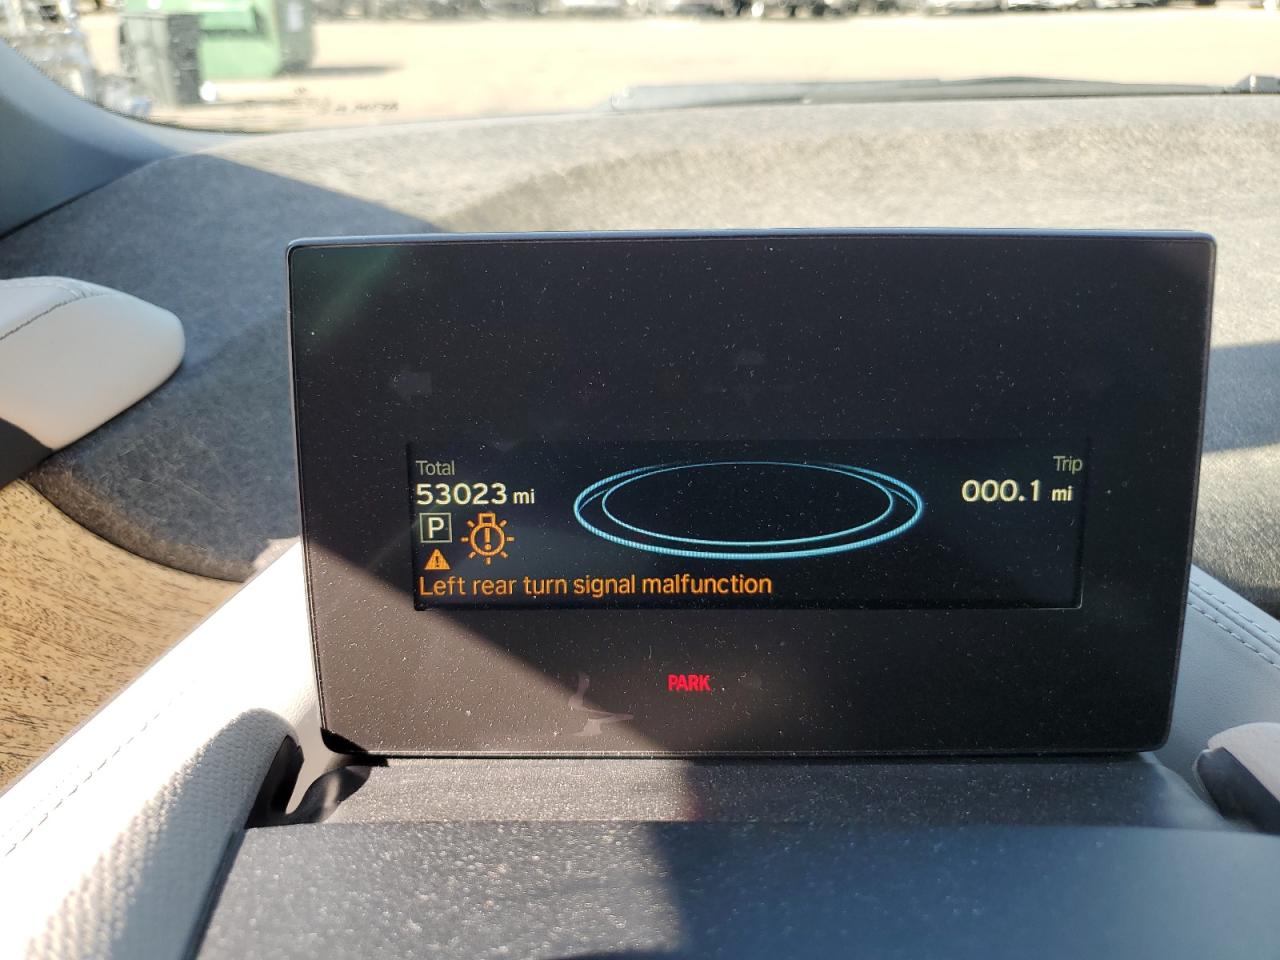 Total
53023 mi
Trip
000.1 mi
P
Left rear turn signal malfunction
PARK